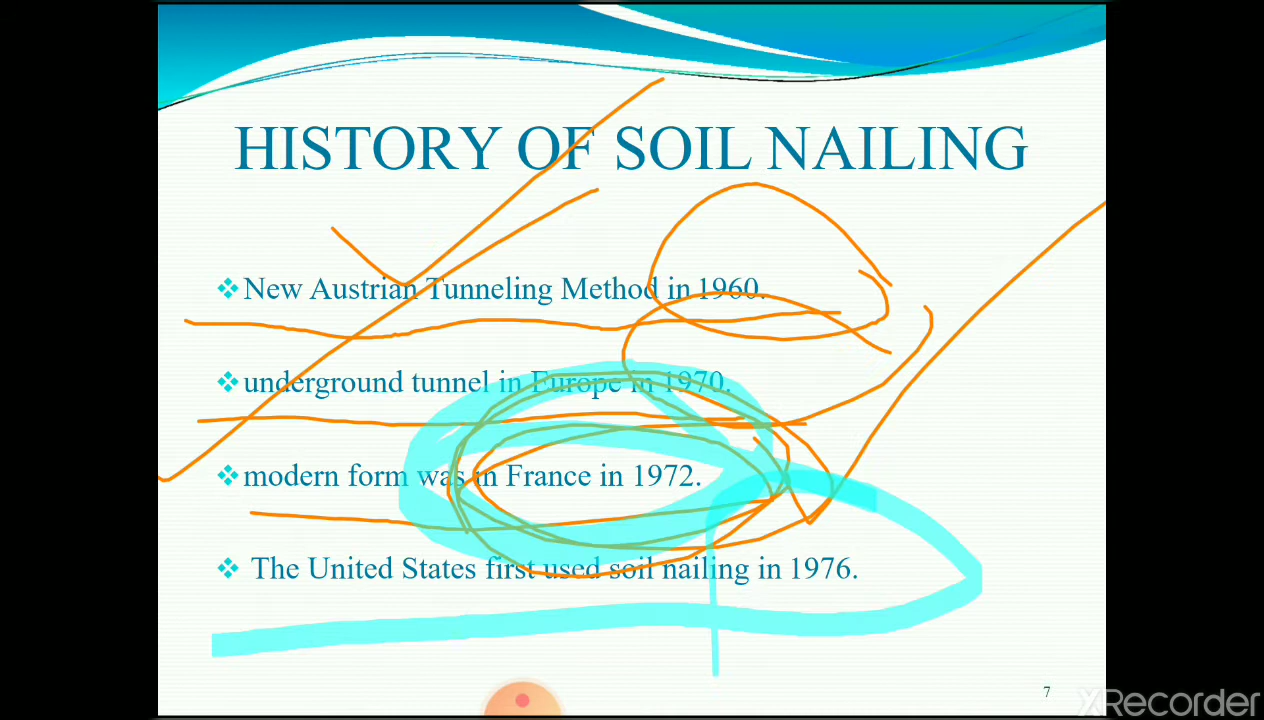 HISTORY OF SOIL NAILING
❖New Austrian Tunneling Method in 1960.
❖underground tunnel in Europe in 1970.
❖modern form was in France in 1972.
❖ The United States first used soil nailing in 1976.
7
XRecorder